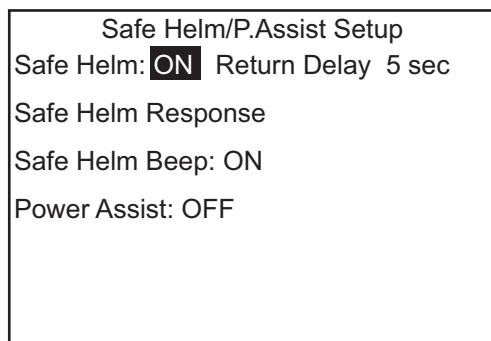 Safe Helm/P.Assist Setup
Safe Helm: ON Return Delay 5 sec
Safe Helm Response
Safe Helm Beep: ON
Power Assist: OFF